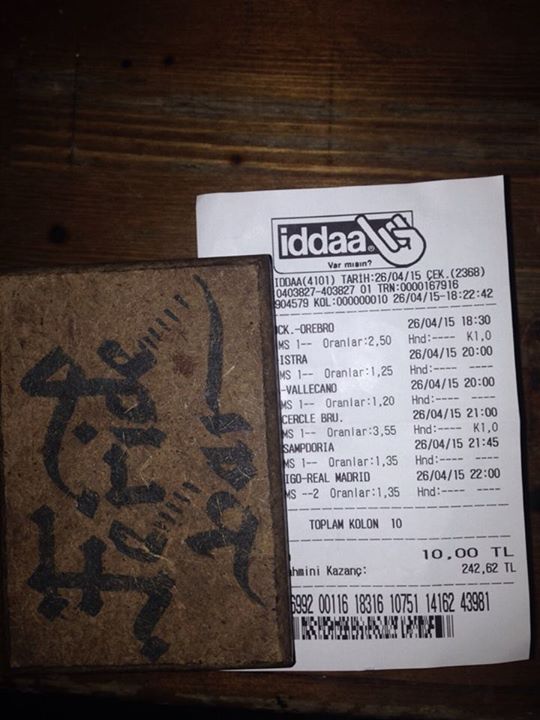 iddaa
Var mısın?
IDDAA(4101) TARİH:26/04/15 ÇEK.(2368)
0403827-403827 01 TRN:0000167916
904579 KOL:000000010 26/04/15-18:22:42
CK.-OREBRO 26/04/15 18:30
MS 1-- Oranlar:2,50 Hnd:---- K1,0
ISTRA 26/04/15 20:00
MS 1-- Oranlar:1,25 Hnd:---- ----
-VALLECANO 26/04/15 20:00
MS 1-- Oranlar:1,20 Hnd:---- ----
CERCLE BRU. 26/04/15 21:00
MS 1-- Oranlar:3,55 Hnd:---- K1,0
SAMPDORIA 26/04/15 21:45
MS 1-- Oranlar:1,35 Hnd:---- ----
IGO-REAL MADRID 26/04/15 22:00
MS --2 Oranlar:1,35 Hnd:---- ----
TOPLAM KOLON 10
10,00 TL
ahmini Kazanç: 242,62 TL
6992 00116 18316 10751 14162 43981
Feride
bar